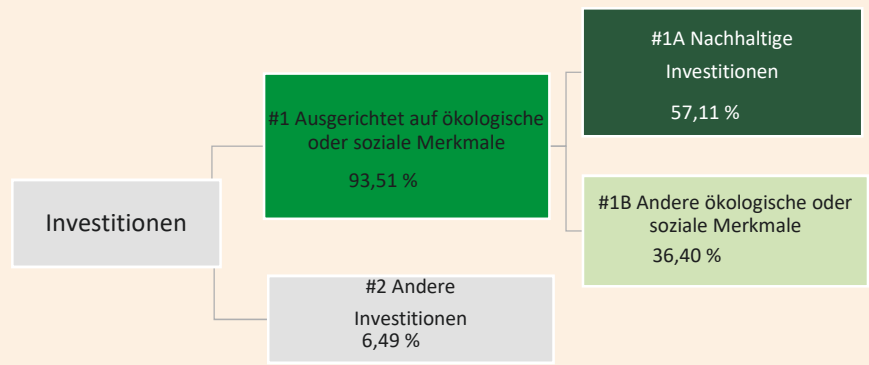 Investitionen
#1 Ausgerichtet auf ökologische
oder soziale Merkmale
93,51 %
#2 Andere
Investitionen
6,49 %
#1A Nachhaltige
Investitionen
57,11 %
#1B Andere ökologische oder
soziale Merkmale
36,40 %